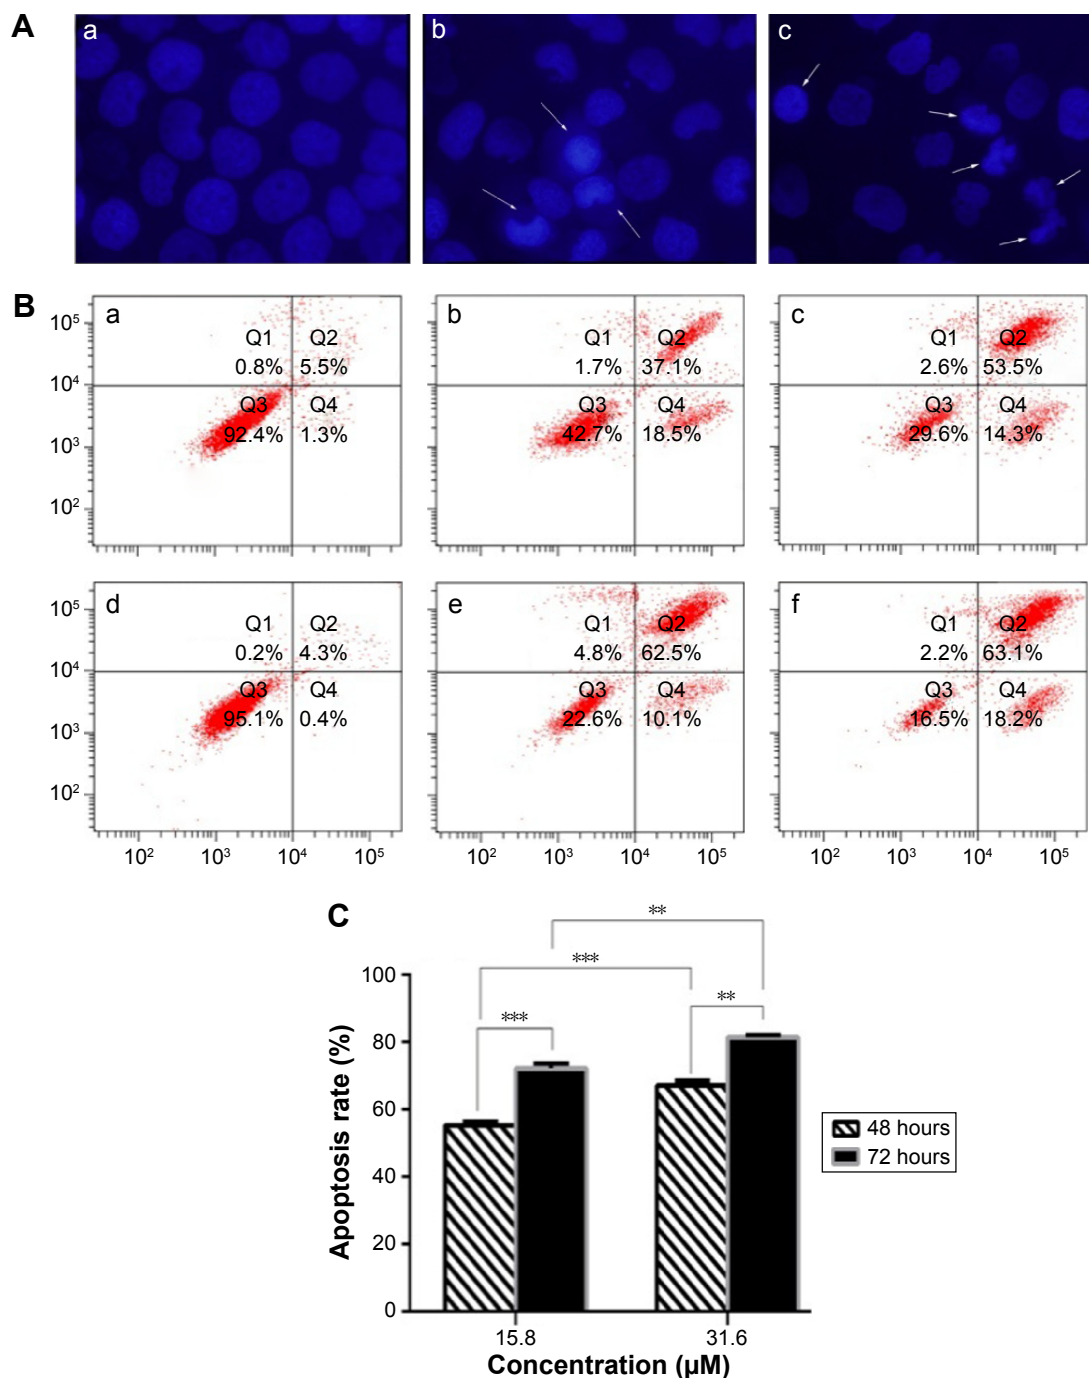 A
a
b
c
B
a
b
c
10⁵
10⁴
10³
10²
Q1
0.8%
Q2
5.5%
Q3
92.4%
Q4
1.3%
Q1
1.7%
Q2
37.1%
Q3
42.7%
Q4
18.5%
Q1
2.6%
Q2
53.5%
Q3
29.6%
Q4
14.3%
d
e
f
10⁵
10⁴
10³
10²
Q1
0.2%
Q2
4.3%
Q3
95.1%
Q4
0.4%
Q1
4.8%
Q2
62.5%
Q3
22.6%
Q4
10.1%
Q1
2.2%
Q2
63.1%
Q3
16.5%
Q4
18.2%
10² 10³ 10⁴ 10⁵
10² 10³ 10⁴ 10⁵
10² 10³ 10⁴ 10⁵
C
**
***
**
***
100
80
60
40
20
0
Apoptosis rate (%)
48 hours
72 hours
15.8 31.6
Concentration (µM)